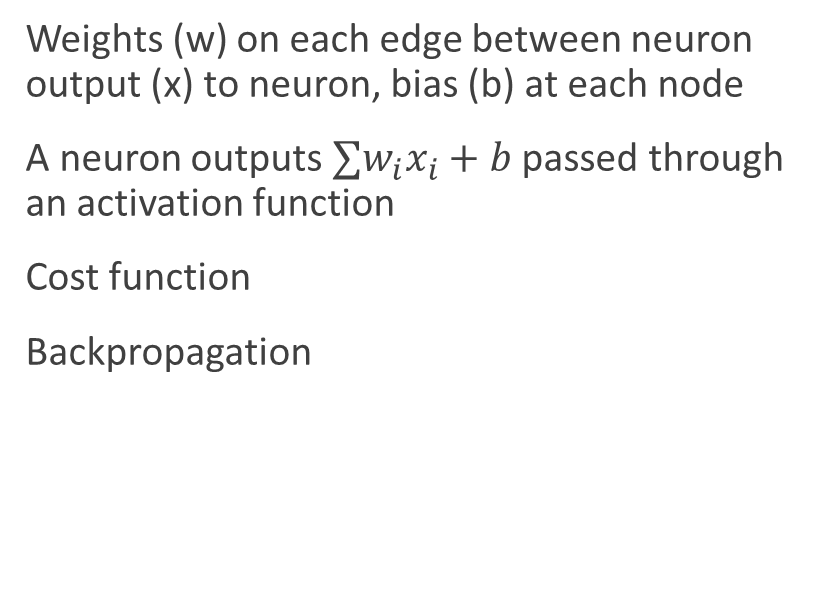 Weights (w) on each edge between neuron
output (x) to neuron, bias (b) at each node
A neuron outputs ∑wᵢxᵢ + b passed through
an activation function
Cost function
Backpropagation